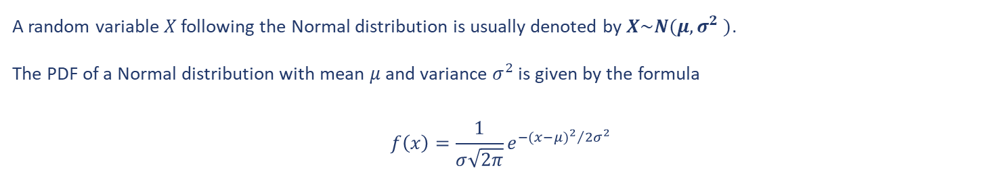 A random variable X following the Normal distribution is usually denoted by X~N(μ, σ² ).
The PDF of a Normal distribution with mean μ and variance σ² is given by the formula
f(x) = 1/(σ√2π) e^−(x−μ)²/2σ²